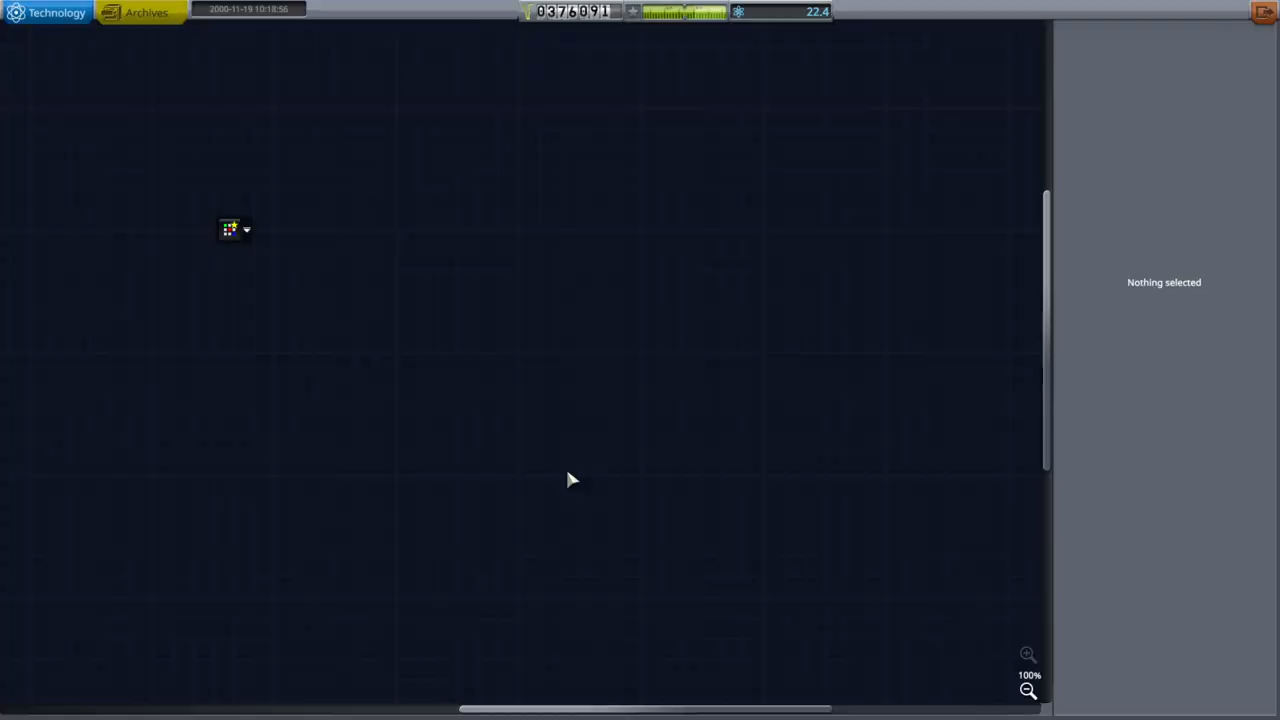 Technology
Archives
2000-11-19 10:18:56
0376091
22.4
Nothing selected
100%